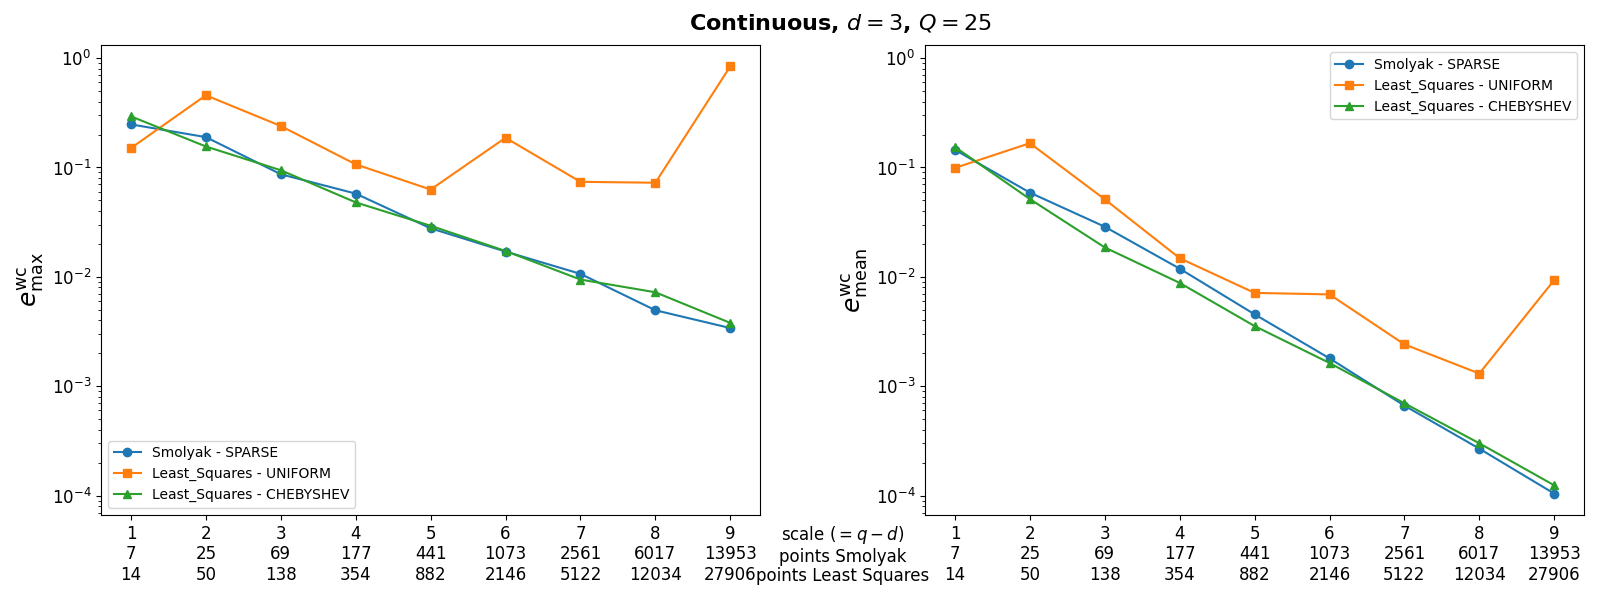 Continuous, d = 3, Q = 25
10⁰
10⁻¹
10⁻²
10⁻³
10⁻⁴
e^wc_max
Smolyak - SPARSE
Least_Squares - UNIFORM
Least_Squares - CHEBYSHEV
1 2 3 4 5 6 7 8 9
7 25 69 177 441 1073 2561 6017 13953
14 50 138 354 882 2146 5122 12034 27906
scale (= q − d)
points Smolyak
points Least Squares
10⁰
10⁻¹
10⁻²
10⁻³
10⁻⁴
e^wc_mean
Smolyak - SPARSE
Least_Squares - UNIFORM
Least_Squares - CHEBYSHEV
1 2 3 4 5 6 7 8 9
7 25 69 177 441 1073 2561 6017 13953
14 50 138 354 882 2146 5122 12034 27906